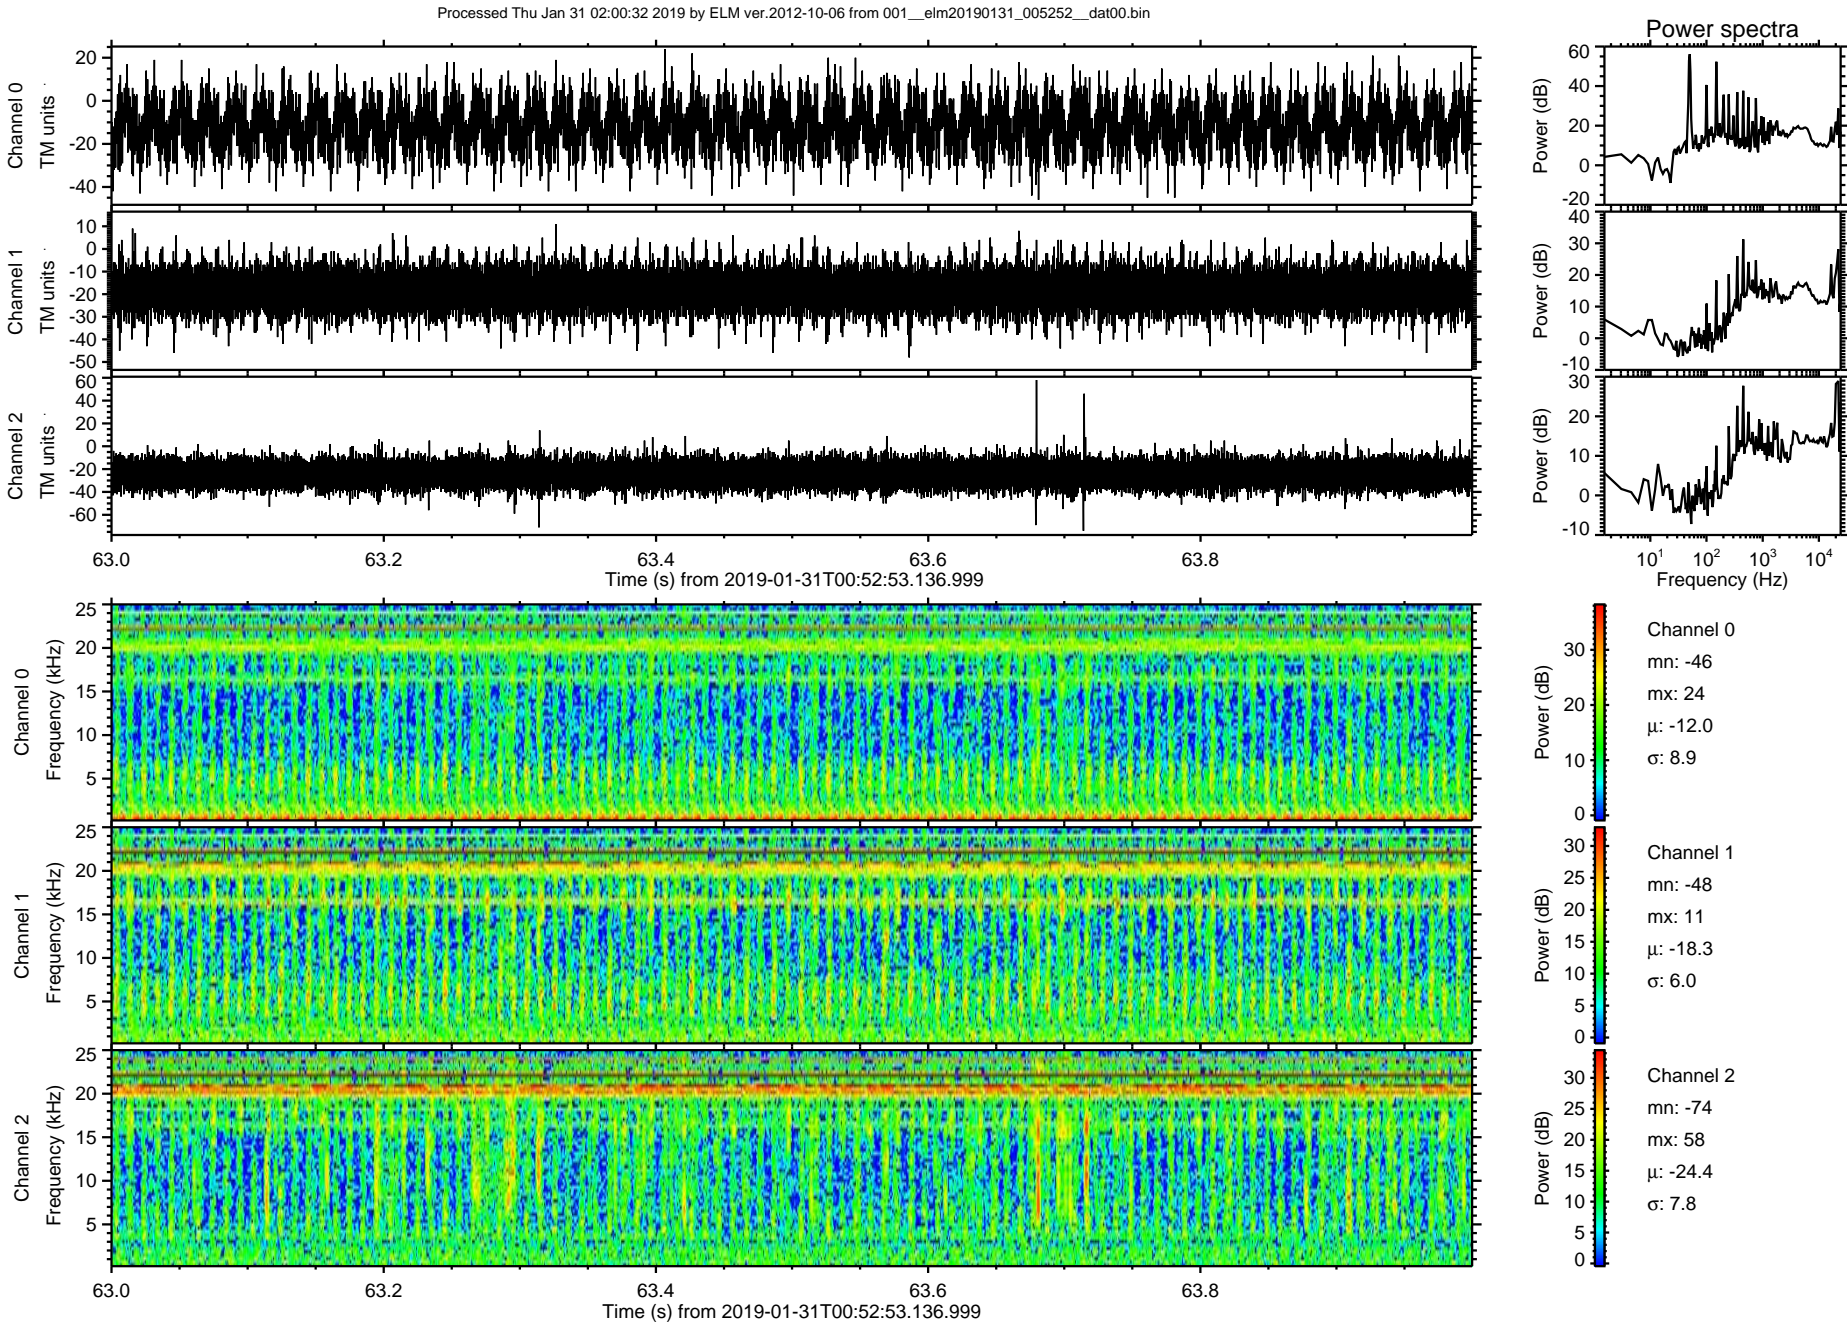 Processed Thu Jan 31 02:00:32 2019 by ELM ver.2012-10-06 from 001__elm20190131_005252__dat00.bin
Power spectra
Channel 0
TM units
20
0
-20
-40
Power (dB)
60
40
20
0
-20
Channel 1
TM units
10
0
-10
-20
-30
-40
-50
Power (dB)
40
30
20
10
0
-10
Channel 2
TM units
60
40
20
0
-20
-40
-60
Power (dB)
30
20
10
0
-10
63.0 63.2 63.4 63.6 63.8
Time (s) from 2019-01-31T00:52:53.136.999
10^1 10^2 10^3 10^4
Frequency (Hz)
Channel 0
Frequency (kHz)
25
20
15
10
5
Power (dB)
30
20
10
0
Channel 0
mn: -46
mx: 24
μ: -12.0
σ: 8.9
Channel 1
Frequency (kHz)
25
20
15
10
5
Power (dB)
30
25
20
15
10
5
0
Channel 1
mn: -48
mx: 11
μ: -18.3
σ: 6.0
Channel 2
Frequency (kHz)
25
20
15
10
5
Power (dB)
30
25
20
15
10
5
0
Channel 2
mn: -74
mx: 58
μ: -24.4
σ: 7.8
63.0 63.2 63.4 63.6 63.8
Time (s) from 2019-01-31T00:52:53.136.999